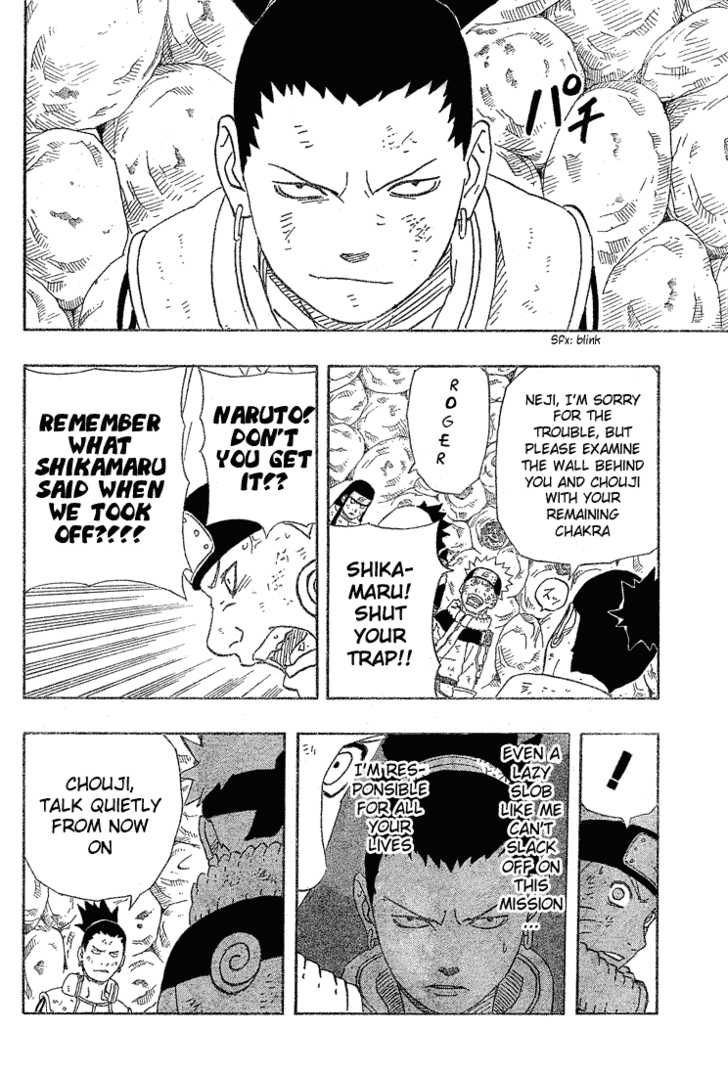 パチ
SFX: blink
NEJI, I'M SORRY
FOR THE
TROUBLE, BUT
PLEASE EXAMINE
THE WALL BEHIND
YOU AND CHOUJI
WITH YOUR
REMAINING
CHAKRA
ROGER
SHIKA-
MARU!
SHUT
YOUR
TRAP!!
NARUTO!
DON'T
YOU GET
IT!?
REMEMBER
WHAT
SHIKAMARU
SAID WHEN
WE TOOK
OFF????
!
EVEN A
LAZY
SLOB
LIKE ME
CAN'T
SLACK
OFF ON
THIS
MISSION
...
I'M RES-
PONSIBLE
FOR ALL
YOUR
LIVES
CHOUJI,
TALK QUIETLY
FROM NOW
ON